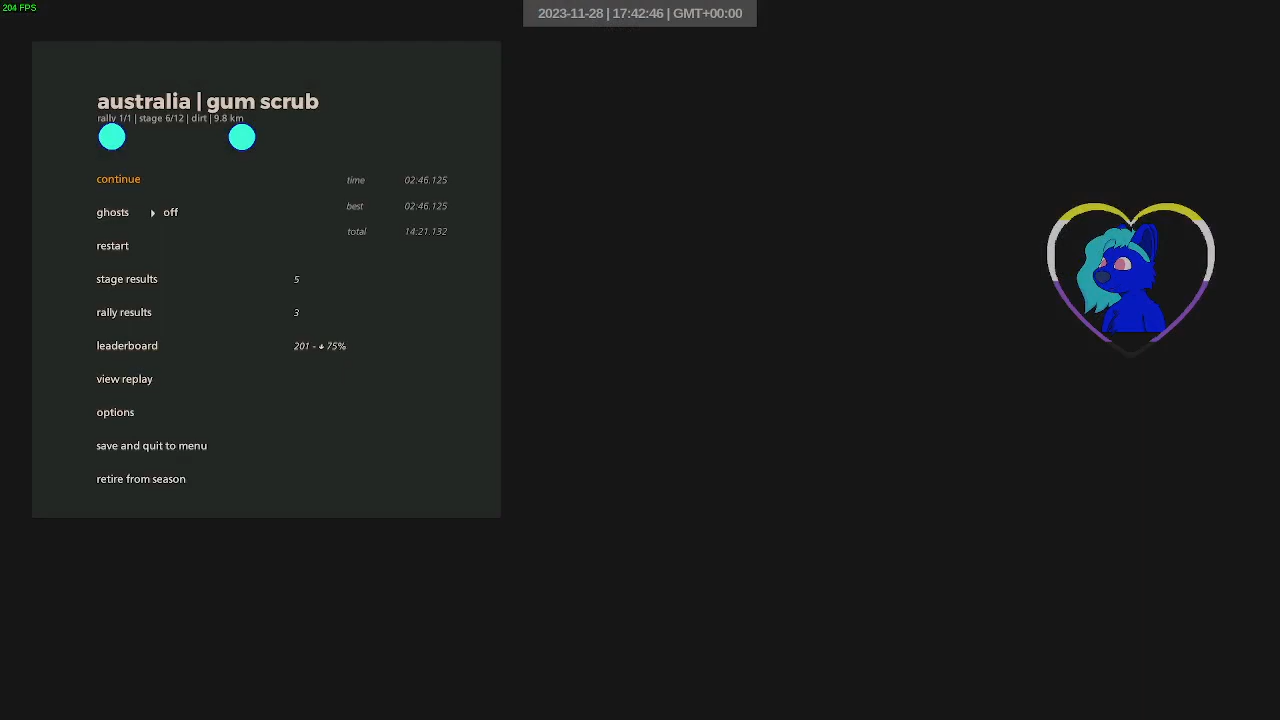 204 FPS
2023-11-28 | 17:42:46 | GMT+00:00
australia | gum scrub
rally 1/1 | stage 6/12 | dirt | 9.8 km
continue
time 02:46.125
ghosts off
best 02:46.125
total 14:21.132
restart
stage results 5
rally results 3
leaderboard 201 - ↓ 75%
view replay
options
save and quit to menu
retire from season